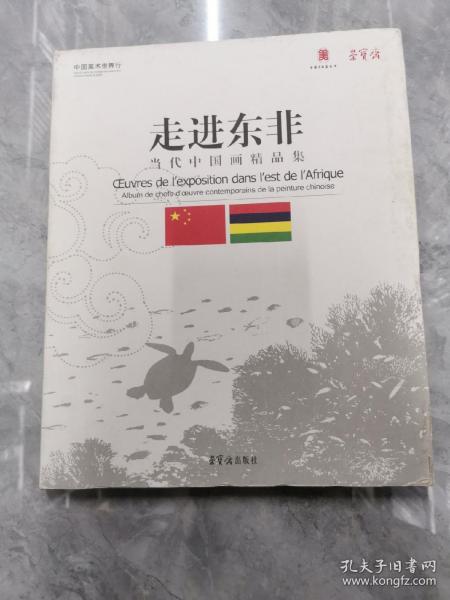 中国美术世界行
荣宝斋
走进东非
当代中国画精品集
Œuvres de l'exposition dans l'est de l'Afrique
Album de chefs-d'œuvre contemporains de la peinture chinoise
荣宝斋出版社
孔夫子旧书网
www.kongfz.com